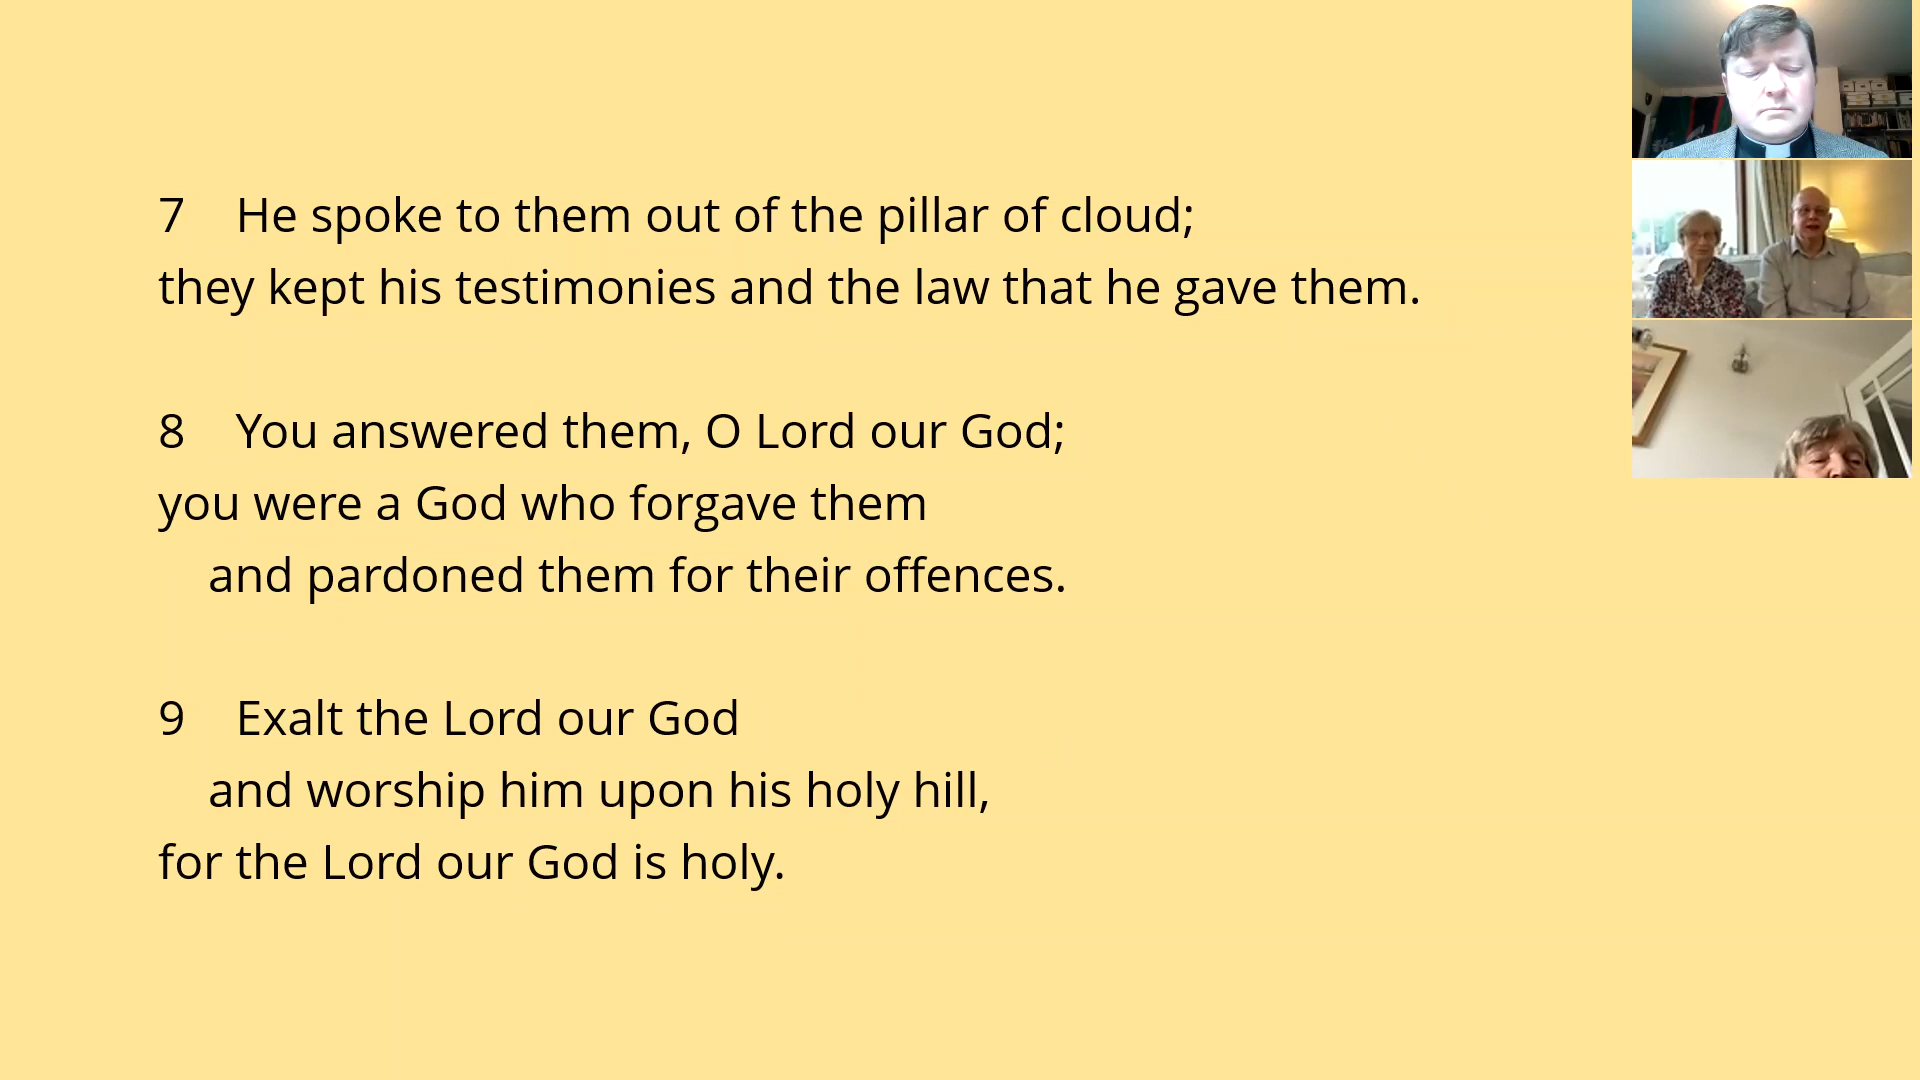 7 He spoke to them out of the pillar of cloud;
they kept his testimonies and the law that he gave them.
8 You answered them, O Lord our God;
you were a God who forgave them
and pardoned them for their offences.
9 Exalt the Lord our God
and worship him upon his holy hill,
for the Lord our God is holy.